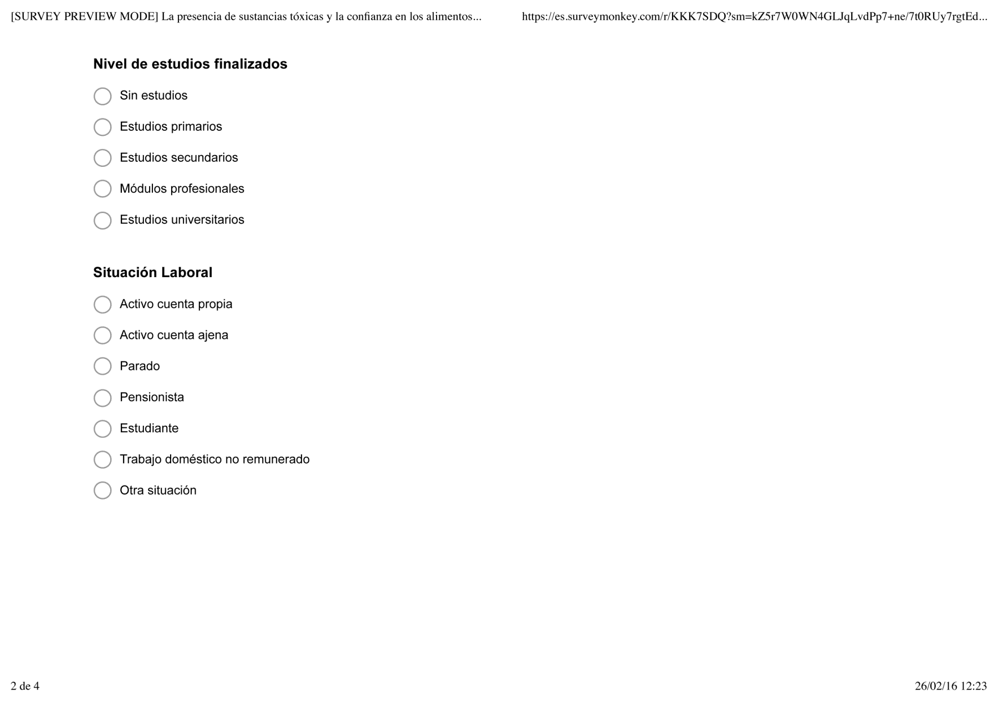 [SURVEY PREVIEW MODE] La presencia de sustancias tóxicas y la confianza en los alimentos... https://es.surveymonkey.com/r/KKK7SDQ?sm=kZ5r7W0WN4GLJqLvdPp7+ne/7t0RUy7rgtEd...
Nivel de estudios finalizados
Sin estudios
Estudios primarios
Estudios secundarios
Módulos profesionales
Estudios universitarios
Situación Laboral
Activo cuenta propia
Activo cuenta ajena
Parado
Pensionista
Estudiante
Trabajo doméstico no remunerado
Otra situación
2 de 4 26/02/16 12:23